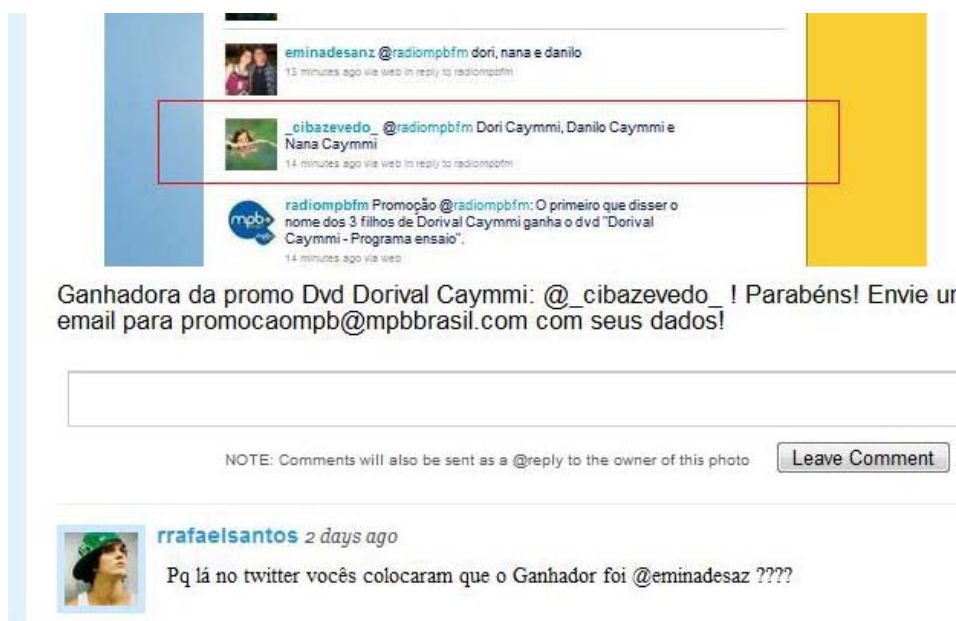 eminadesanz @radiompbfm dori, nana e danilo
13 minutes ago via web in reply to radiompbfm
_cibazevedo_ @radiompbfm Dori Caymmi, Danilo Caymmi e
Nana Caymmi
14 minutes ago via web in reply to radiompbfm
mpb
radiompbfm Promoção @radiompbfm: O primeiro que disser o
nome dos 3 filhos de Dorival Caymmi ganha o dvd "Dorival
Caymmi - Programa ensaio".
14 minutes ago via web
Ganhadora da promo Dvd Dorival Caymmi: @_cibazevedo_ ! Parabéns! Envie
email para promocaompb@mpbbrasil.com com seus dados!
NOTE: Comments will also be sent as a @reply to the owner of this photo
Leave Comment
rrafaelsantos 2 days ago
Pq lá no twitter vocês colocaram que o Ganhador foi @eminadesaz ????